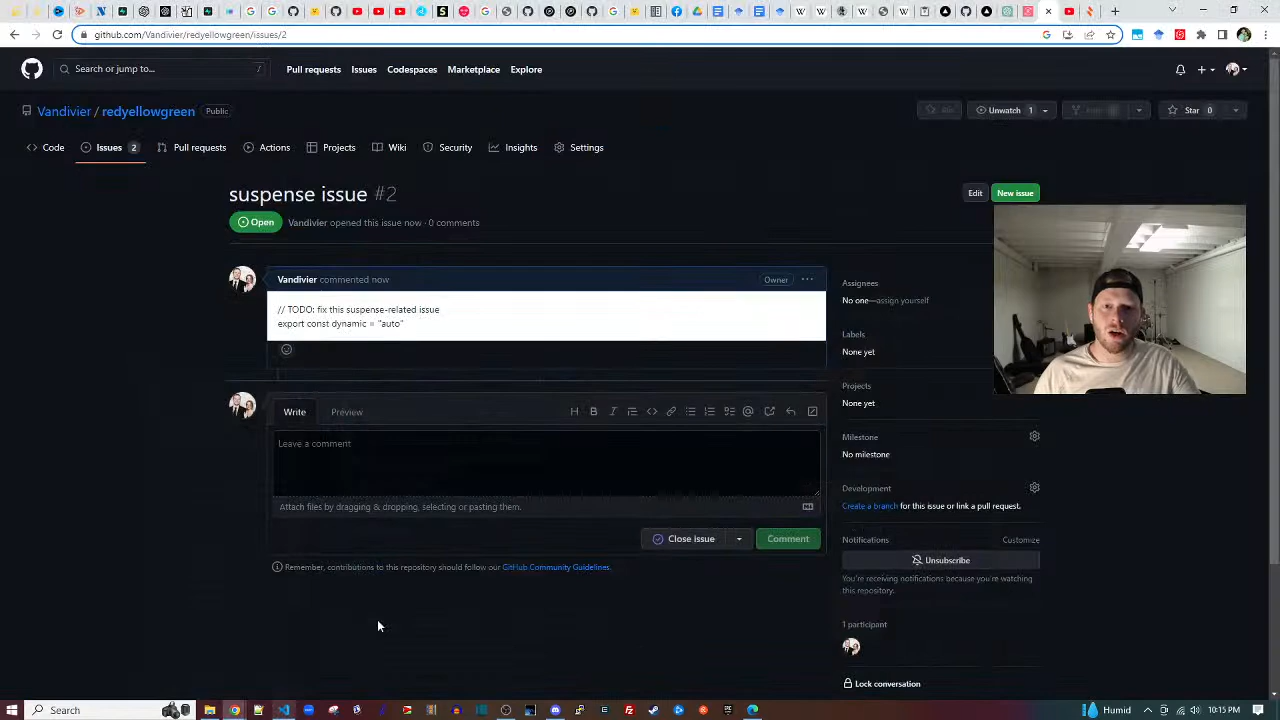 github.com/Vandivier/redyellowgreen/issues/2
Search or jump to... /
Pull requests Issues Codespaces Marketplace Explore
Vandivier / redyellowgreen Public
Unwatch 1
Star 0
Code Issues 2 Pull requests Actions Projects Wiki Security Insights Settings
suspense issue #2
Edit New issue
Open Vandivier opened this issue now · 0 comments
Vandivier commented now Owner ...
// TODO: fix this suspense-related issue
export const dynamic = "auto"
Write Preview
Leave a comment
Attach files by dragging & dropping, selecting or pasting them.
Close issue Comment
Remember, contributions to this repository should follow our GitHub Community Guidelines.
Assignees
No one—assign yourself
Labels
None yet
Projects
None yet
Milestone
No milestone
Development
Create a branch for this issue or link a pull request.
Notifications Customize
Unsubscribe
You're receiving notifications because you're watching
this repository.
1 participant
Lock conversation
Search
Humid 10:15 PM